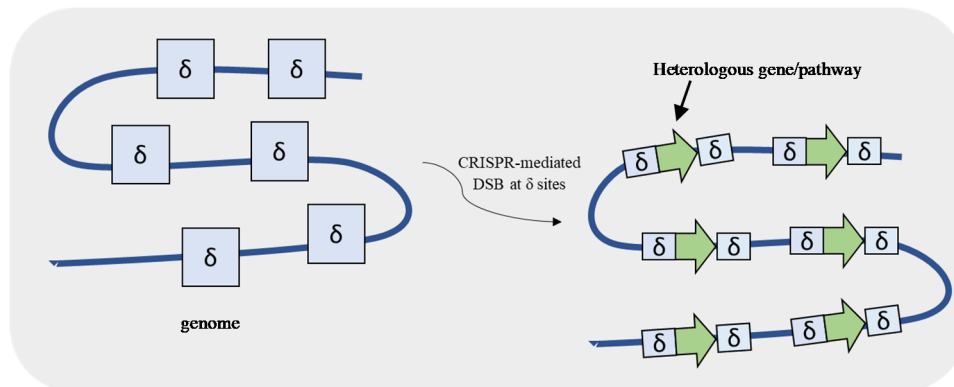 δ δ
δ δ
δ δ
genome
CRISPR-mediated
DSB at δ sites
Heterologous gene/pathway
δ δ δ δ
δ δ δ δ
δ δ δ δ